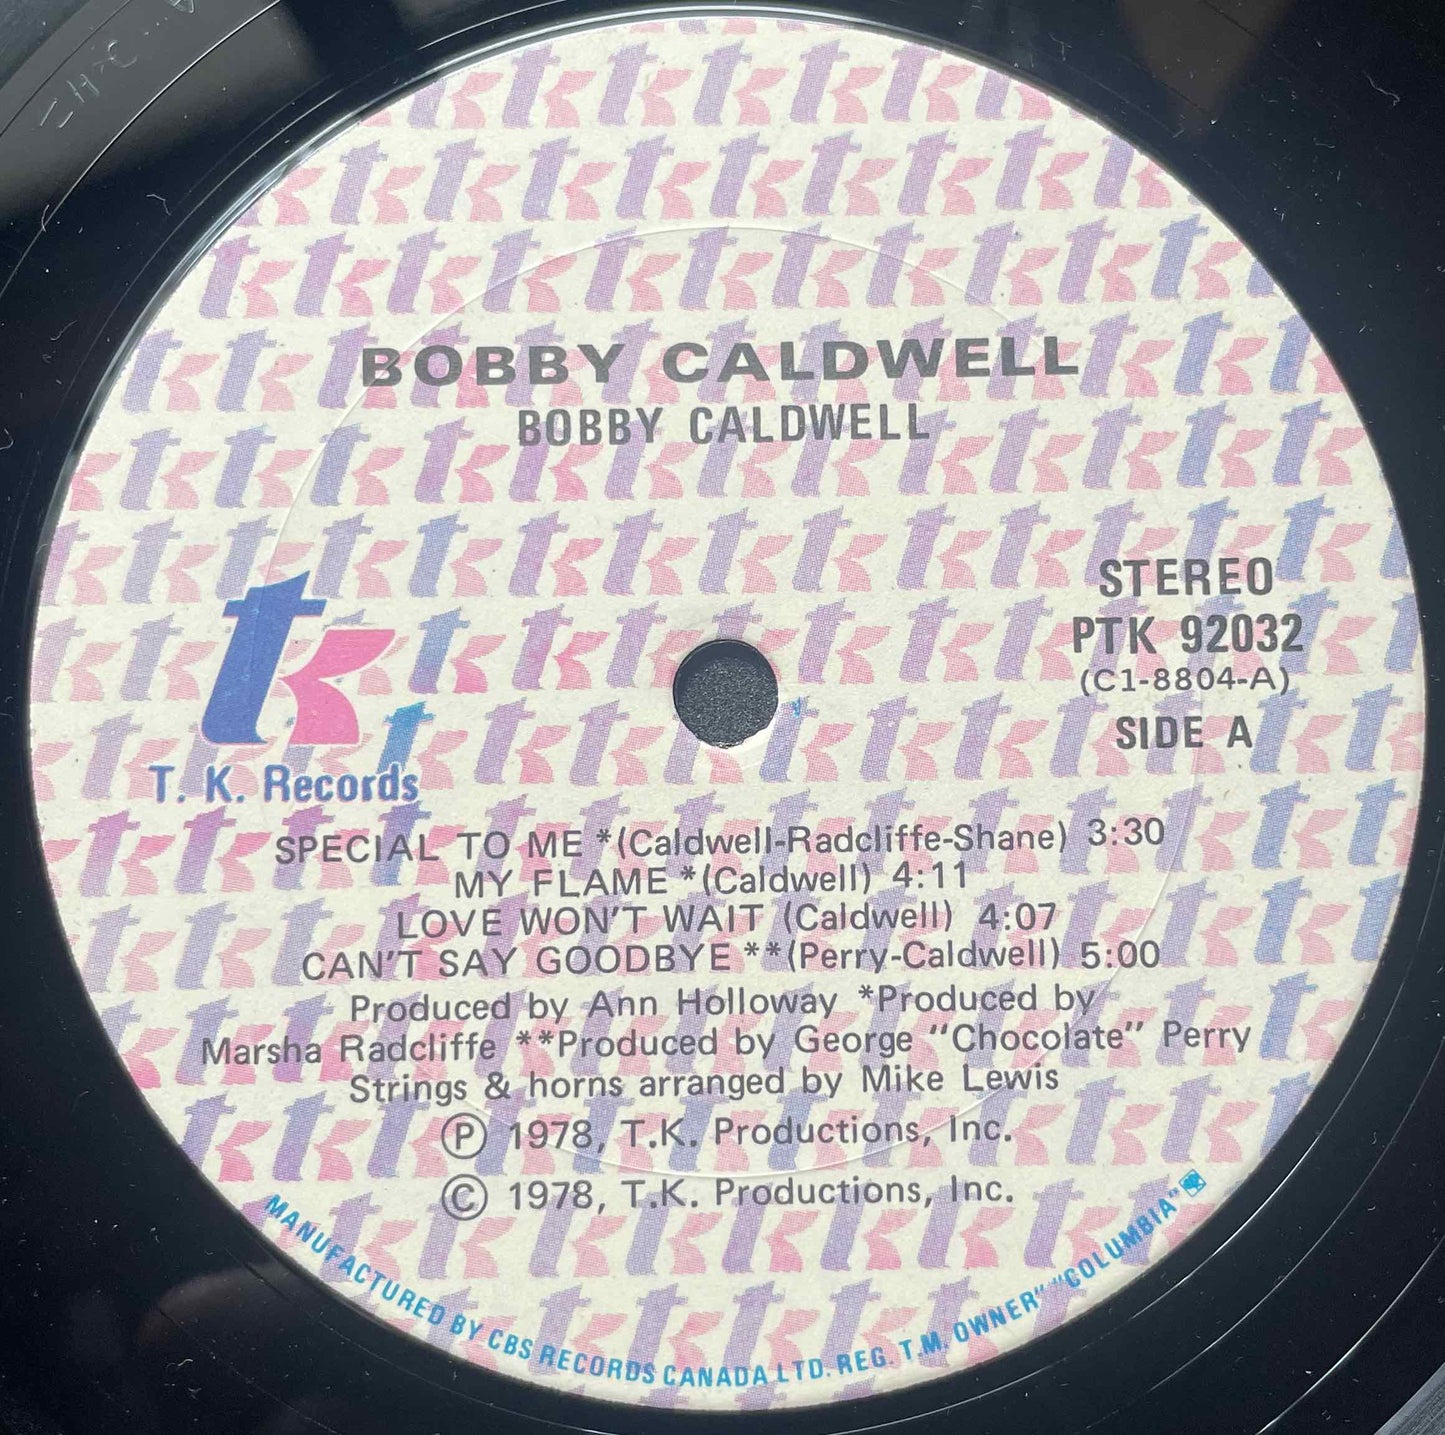 BOBBY CALDWELL
BOBBY CALDWELL
STEREO
PTK 92032
(C1-8804-A)
SIDE A
tk
T. K. Records
SPECIAL TO ME *(Caldwell-Radcliffe-Shane) 3:30
MY FLAME *(Caldwell) 4:11
LOVE WON'T WAIT (Caldwell) 4:07
CAN'T SAY GOODBYE **(Perry-Caldwell) 5:00
Produced by Ann Holloway *Produced by
Marsha Radcliffe **Produced by George "Chocolate" Perry
Strings & horns arranged by Mike Lewis
Ⓟ 1978, T.K. Productions, Inc.
© 1978, T.K. Productions, Inc.
MANUFACTURED BY CBS RECORDS CANADA LTD. REG. T.M. OWNER" "COLUMBIA"